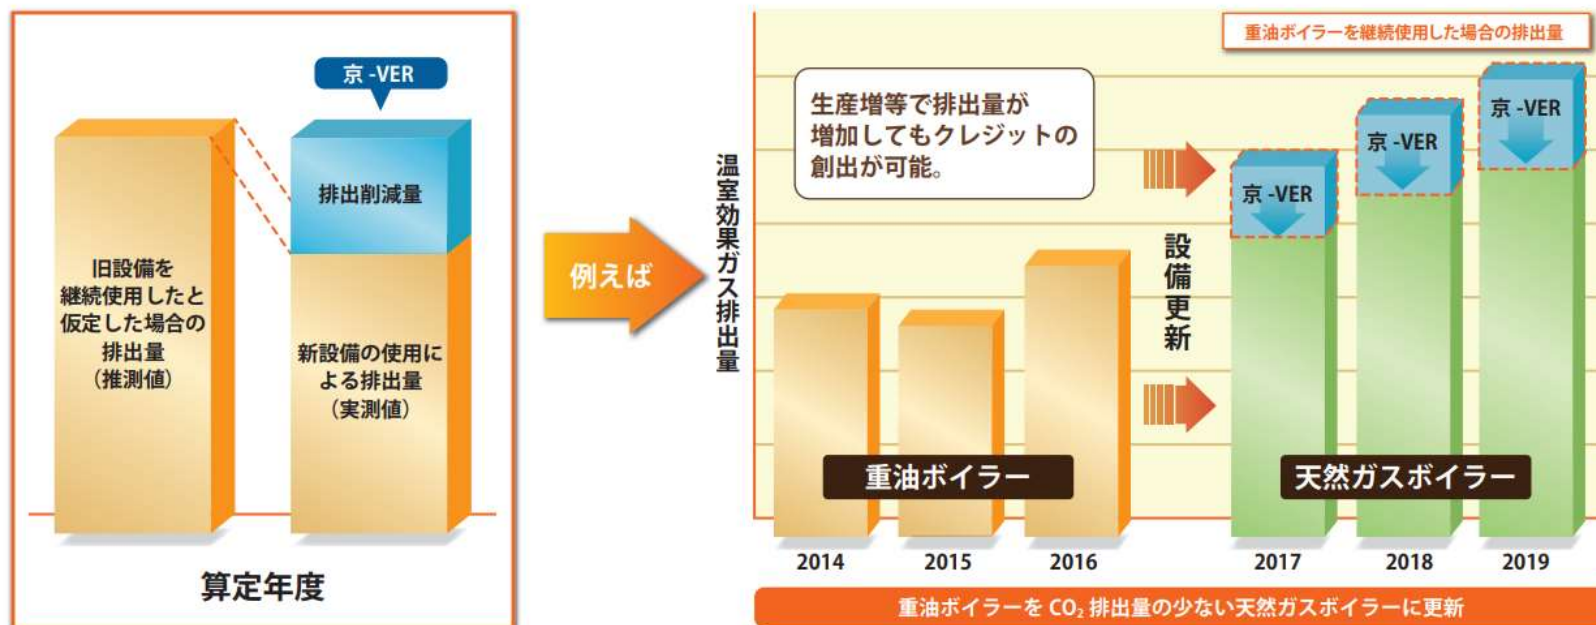 京 -VER
排出削減量
旧設備を
継続使用したと
仮定した場合の
排出量
（推測値）
新設備の使用に
よる排出量
（実測値）
算定年度
例えば
温室効果ガス排出量
生産増等で排出量が
増加してもクレジットの
創出が可能。
重油ボイラーを継続使用した場合の排出量
設備更新
京 -VER
京 -VER
京 -VER
重油ボイラー
天然ガスボイラー
2014
2015
2016
2017
2018
2019
重油ボイラーを CO₂ 排出量の少ない天然ガスボイラーに更新